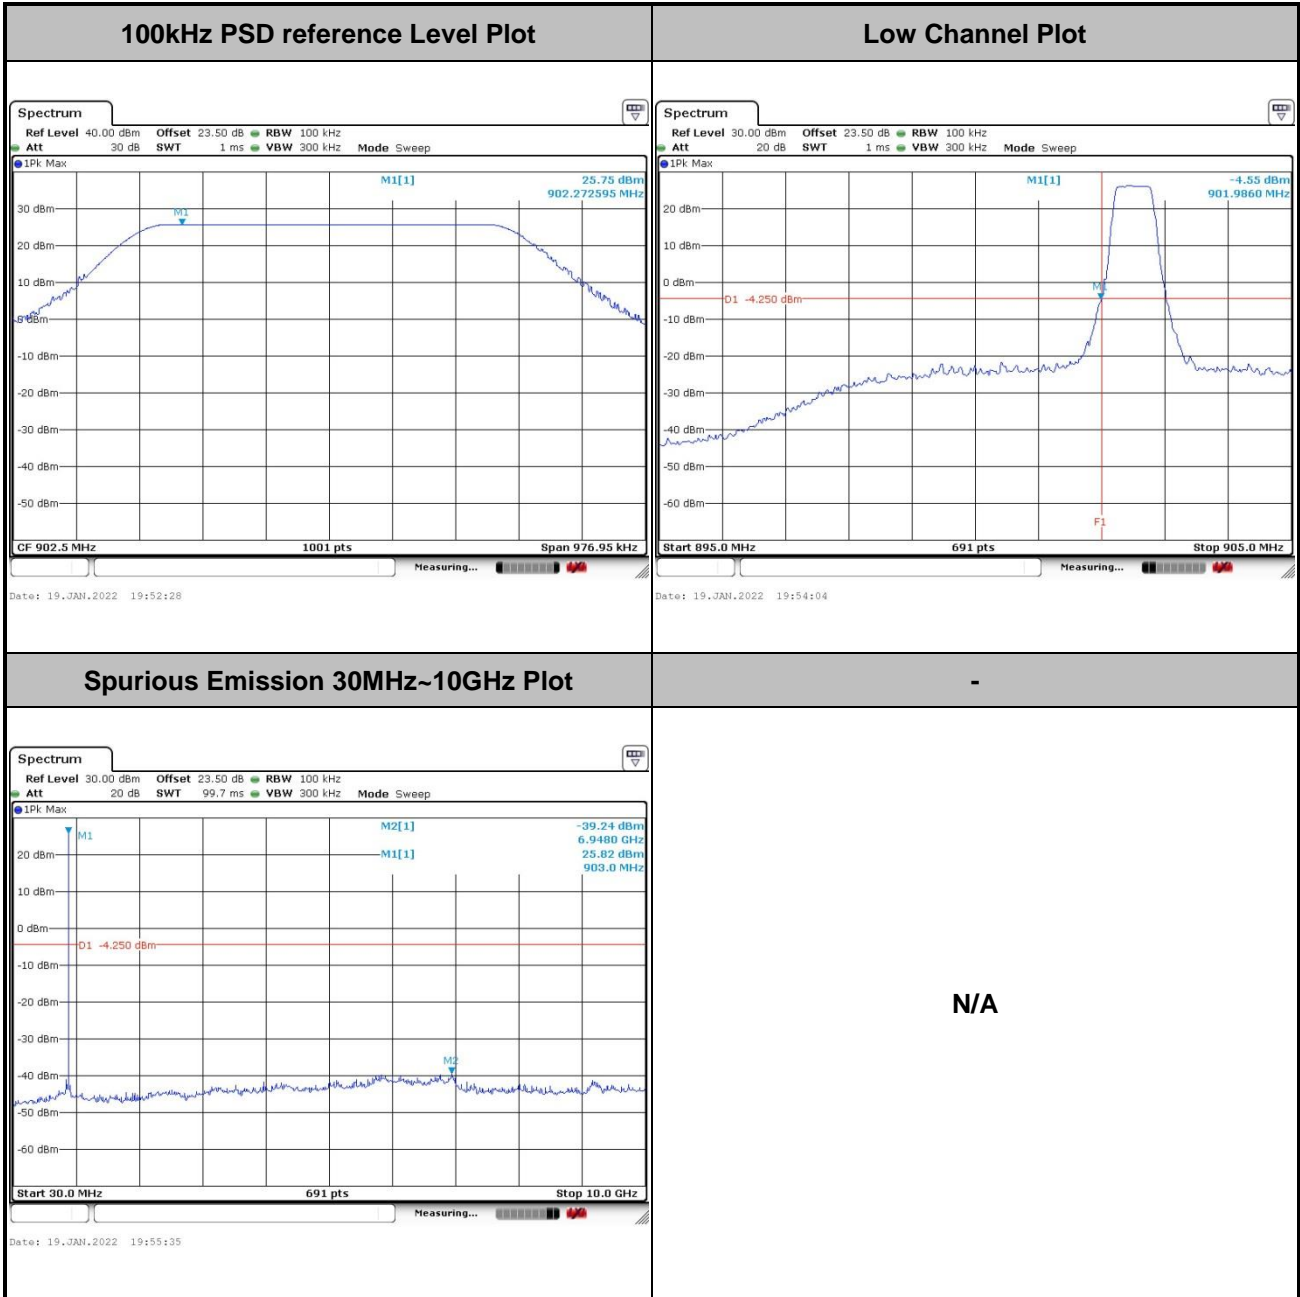 100kHz PSD reference Level Plot
Low Channel Plot
Spectrum
Ref Level 40.00 dBm Offset 23.50 dB RBW 100 kHz
Att 30 dB SWT 1 ms VBW 300 kHz Mode Sweep
1Pk Max
M1[1] 25.75 dBm
902.272595 MHz
M1
30 dBm
20 dBm
10 dBm
0 dBm
-10 dBm
-20 dBm
-30 dBm
-40 dBm
-50 dBm
CF 902.5 MHz 1001 pts Span 976.95 kHz
Measuring...
Date: 19.JAN.2022 19:52:28
Spectrum
Ref Level 30.00 dBm Offset 23.50 dB RBW 100 kHz
Att 20 dB SWT 1 ms VBW 300 kHz Mode Sweep
1Pk Max
M1[1] -4.55 dBm
901.9860 MHz
20 dBm
10 dBm
0 dBm
M1
D1 -4.250 dBm
-10 dBm
-20 dBm
-30 dBm
-40 dBm
-50 dBm
-60 dBm
F1
Start 895.0 MHz 691 pts Stop 905.0 MHz
Measuring...
Date: 19.JAN.2022 19:54:04
Spurious Emission 30MHz~10GHz Plot
-
Spectrum
Ref Level 30.00 dBm Offset 23.50 dB RBW 100 kHz
Att 20 dB SWT 99.7 ms VBW 300 kHz Mode Sweep
1Pk Max
M2[1] -39.24 dBm
6.9480 GHz
M1
M1[1] 25.82 dBm
903.0 MHz
20 dBm
10 dBm
0 dBm
D1 -4.250 dBm
-10 dBm
-20 dBm
-30 dBm
M2
-40 dBm
-50 dBm
-60 dBm
Start 30.0 MHz 691 pts Stop 10.0 GHz
Measuring...
Date: 19.JAN.2022 19:55:35
N/A